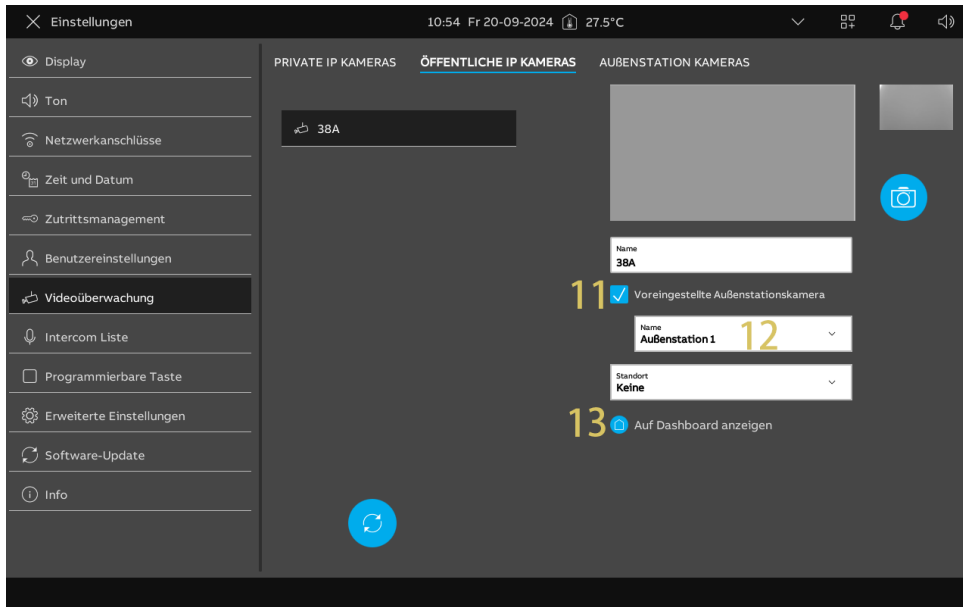 Einstellungen
10:54 Fr 20-09-2024 27.5°C
Display
Ton
Netzwerkanschlüsse
Zeit und Datum
Zutrittsmanagement
Benutzereinstellungen
Videoüberwachung
Intercom Liste
Programmierbare Taste
Erweiterte Einstellungen
Software-Update
Info
PRIVATE IP KAMERAS ÖFFENTLICHE IP KAMERAS AUßENSTATION KAMERAS
38A
Name
38A
11 Voreingestellte Außenstationskamera
Name
Außenstation 1 12
Standort
Keine
13 Auf Dashboard anzeigen